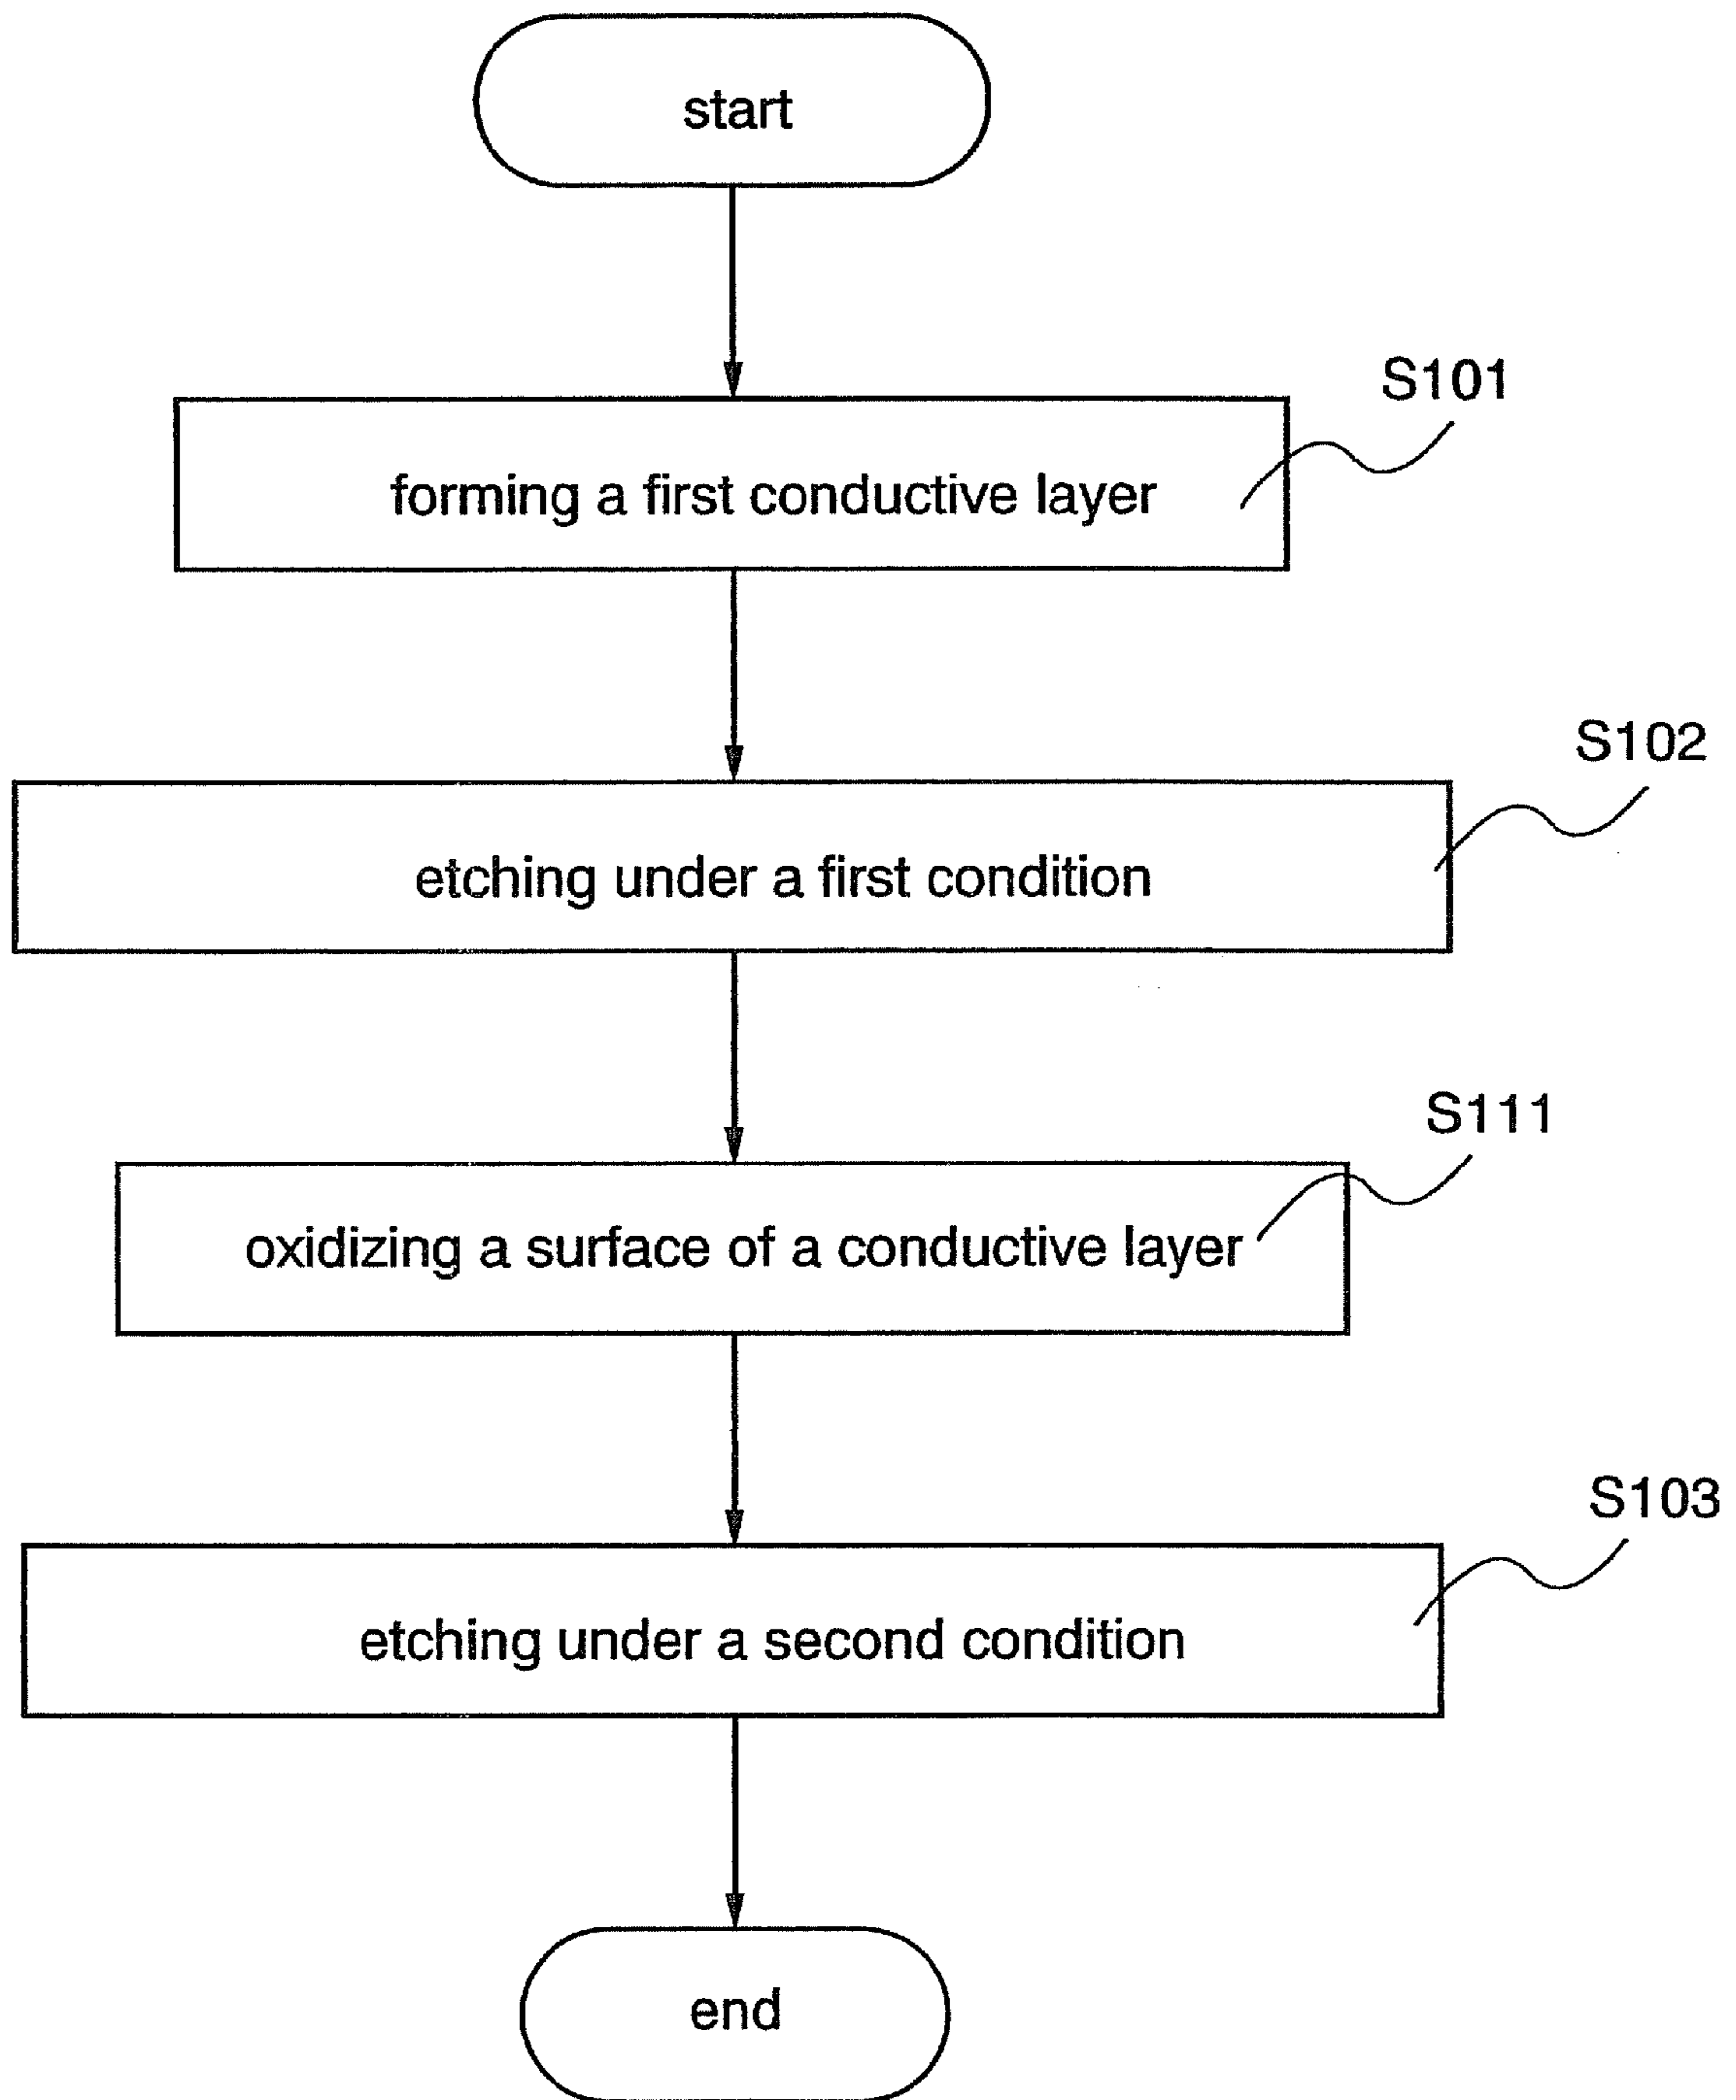 start
S101
forming a first conductive layer
S102
etching under a first condition
S111
oxidizing a surface of a conductive layer
S103
etching under a second condition
end